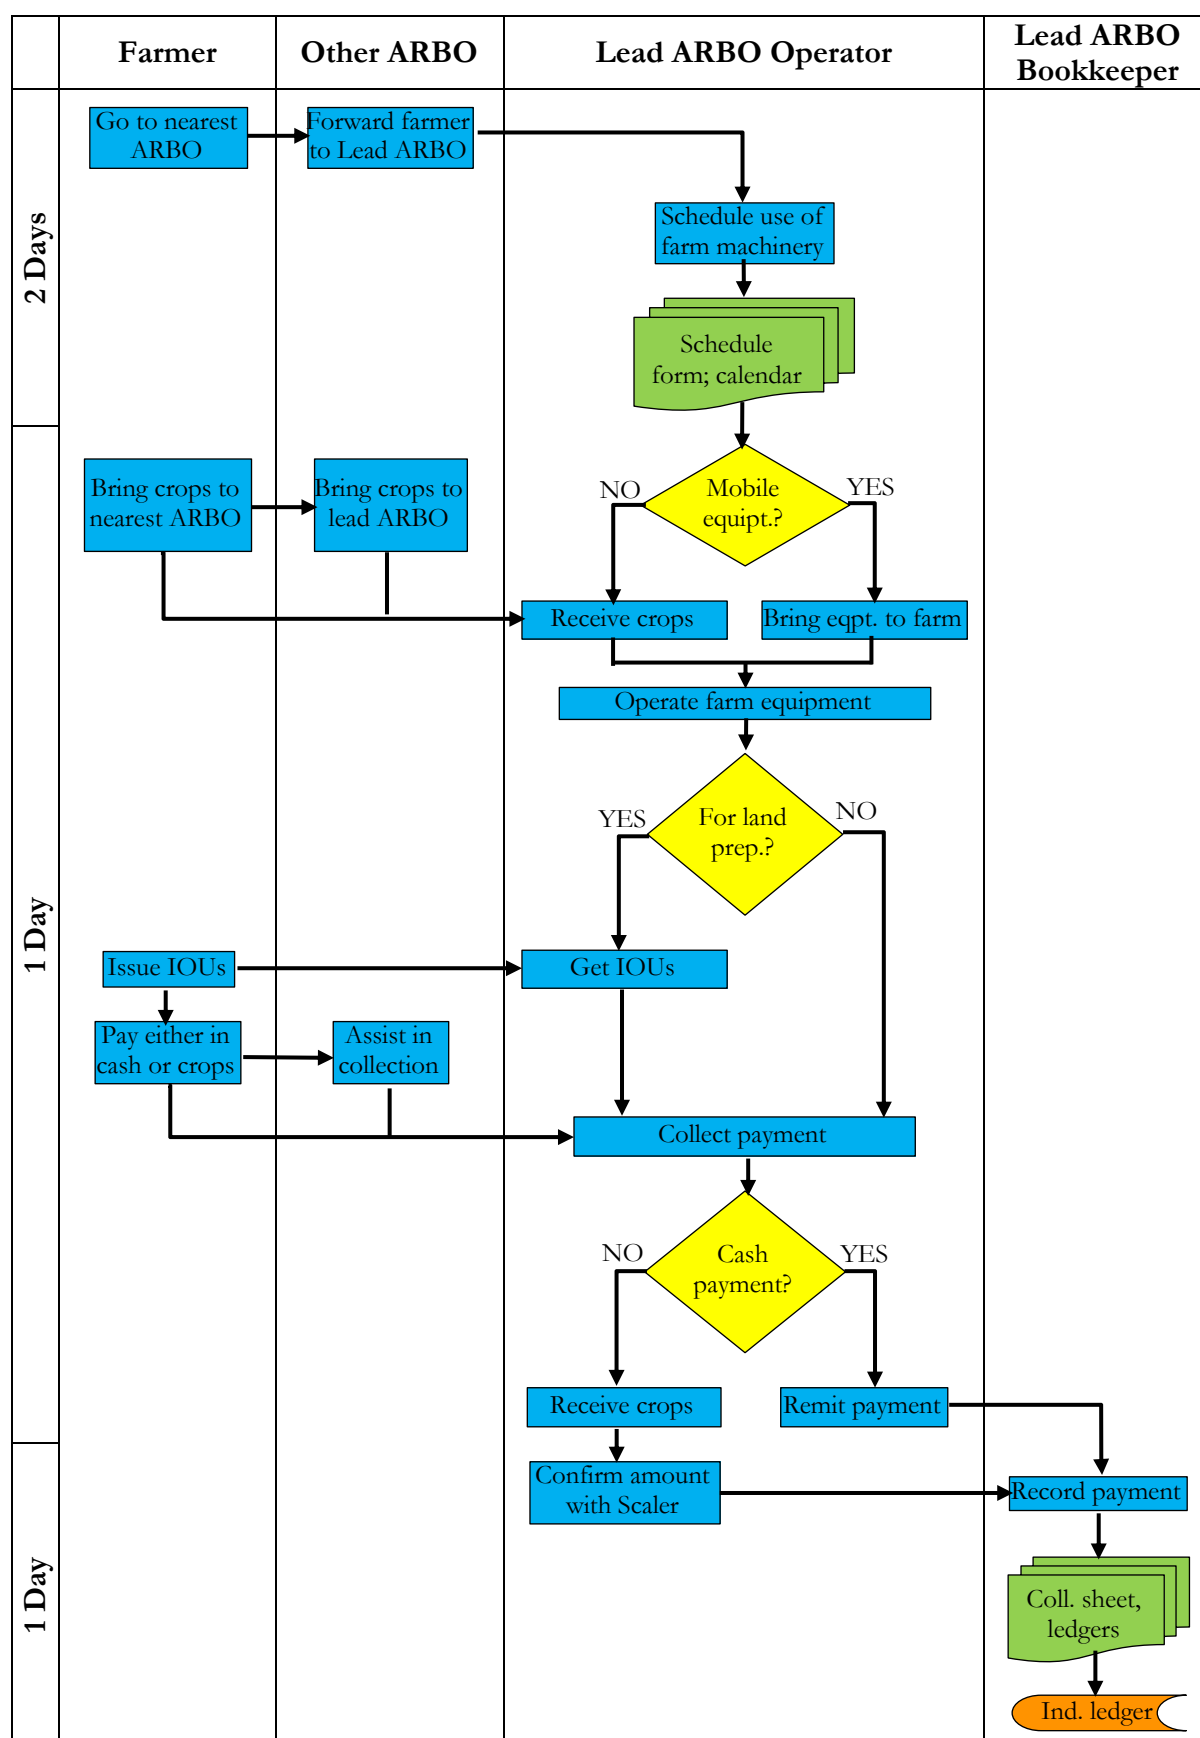 Farmer
Other ARBO
Lead ARBO Operator
Lead ARBO
Bookkeeper
2 Days
Go to nearest
ARBO
Forward farmer
to Lead ARBO
Schedule use of
farm machinery
Schedule
form; calendar
1 Day
Bring crops to
nearest ARBO
Bring crops to
lead ARBO
NO
Mobile
equipt.?
YES
Receive crops
Bring eqpt. to farm
Operate farm equipment
YES
For land
prep.?
NO
Issue IOUs
Get IOUs
Pay either in
cash or crops
Assist in
collection
Collect payment
NO
Cash
payment?
YES
Receive crops
Remit payment
1 Day
Confirm amount
with Scaler
Record payment
Coll. sheet,
ledgers
Ind. ledger